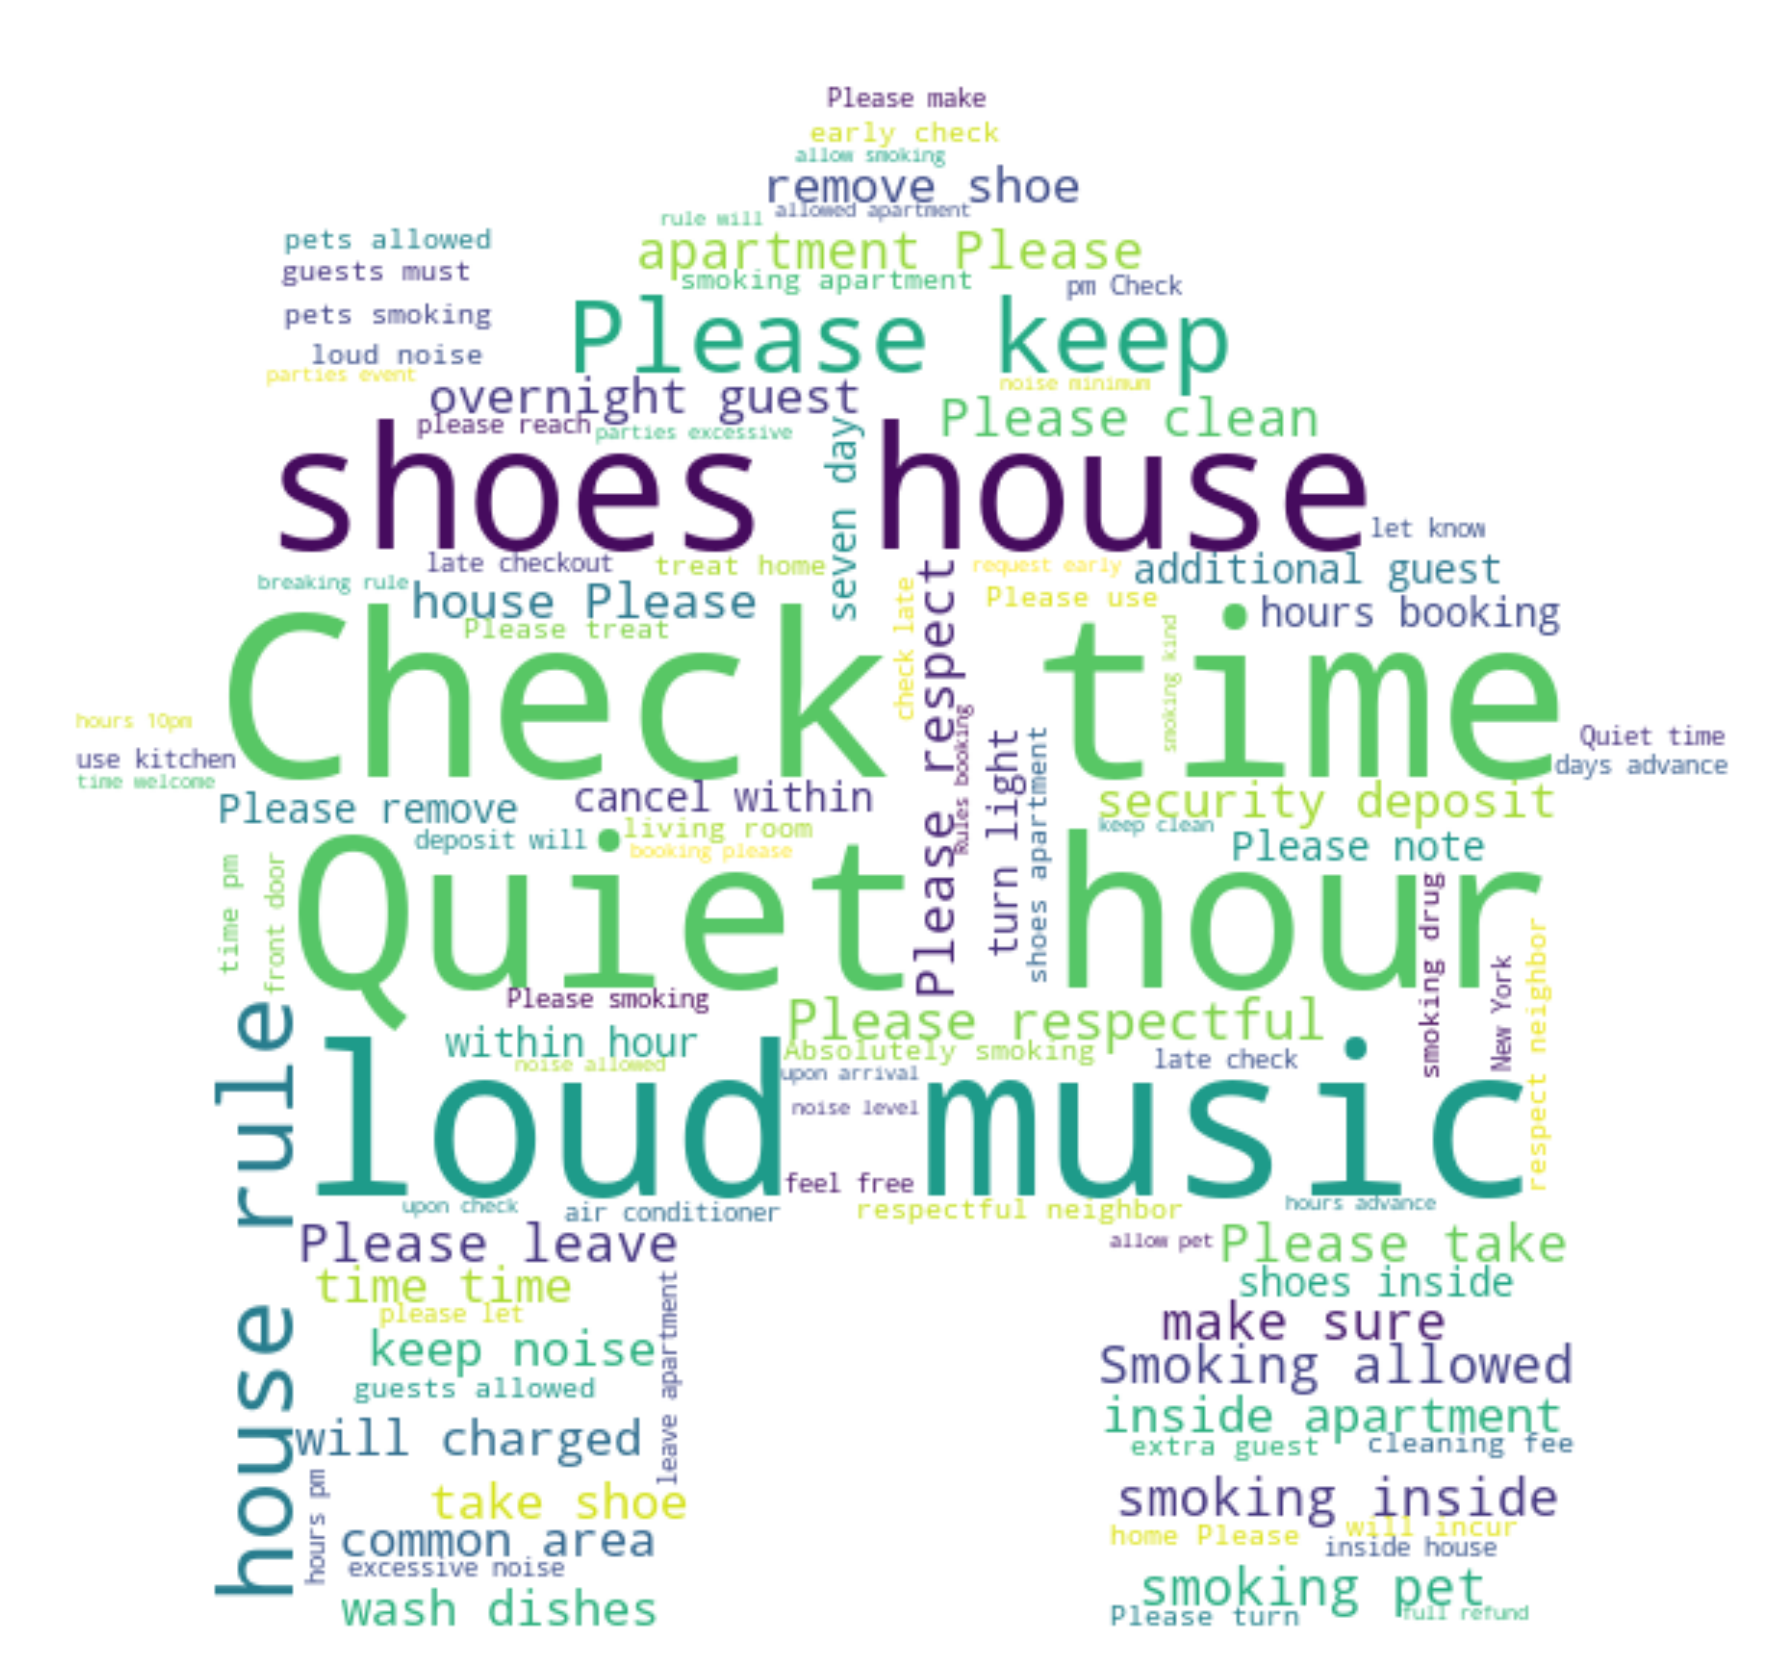 Please make
early check
allow smoking
remove shoe
rule will
allowed apartment
pets allowed
apartment Please
guests must
smoking apartment
pm Check
pets smoking
Please keep
loud noise
parties event
noise minimum
overnight guest
Please clean
please reach
parties excessive
seven day
shoes house
let know
late checkout
treat home
request early
additional guest
breaking rule
house Please
Please use
hours booking
Please treat
check late
Please respect
smoking kind
Check time
hours 10pm
use kitchen
time welcome
Quiet time
days advance
Please remove
cancel within
Rules booking
turn light
shoes apartment
security deposit
deposit will
living room
booking please
keep clean
Please note
time pm
front door
Quiet hour
smoking drug
New York
respect neighbor
Please smoking
Please respectful
within hour
noise allowed
Absolutely smoking
late check
upon arrival
noise level
loud music
feel free
house rule
upon check
air conditioner
respectful neighbor
hours advance
Please leave
allow pet
Please take
time time
shoes inside
please let
leave apartment
make sure
keep noise
Smoking allowed
guests allowed
inside apartment
will charged
extra guest
cleaning fee
hours pm
take shoe
smoking inside
common area
home Please
will incur
excessive noise
inside house
wash dishes
smoking pet
Please turn
full refund